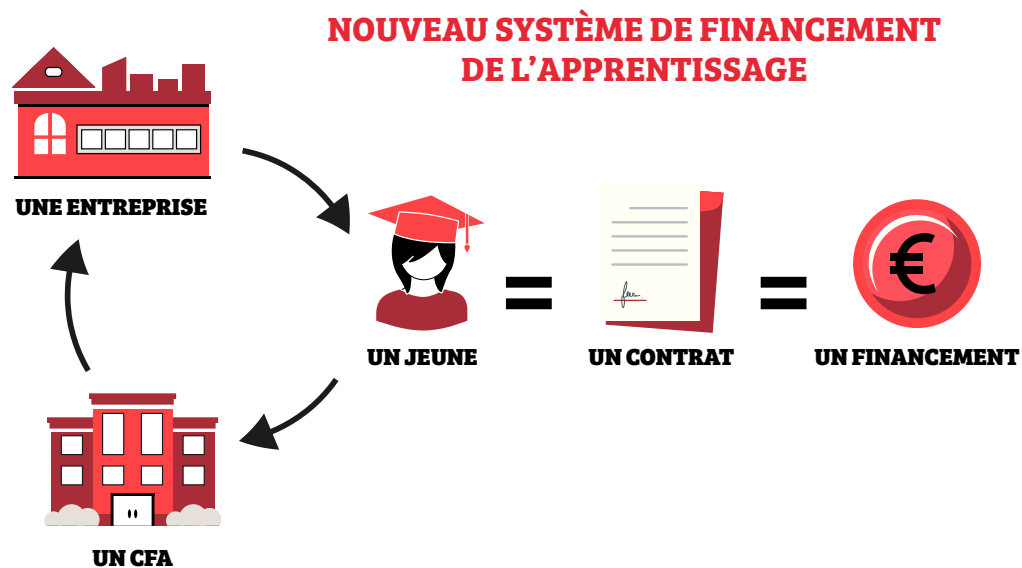 NOUVEAU SYSTÈME DE FINANCEMENT
DE L'APPRENTISSAGE
UNE ENTREPRISE
UN JEUNE
UN CONTRAT
UN FINANCEMENT
UN CFA